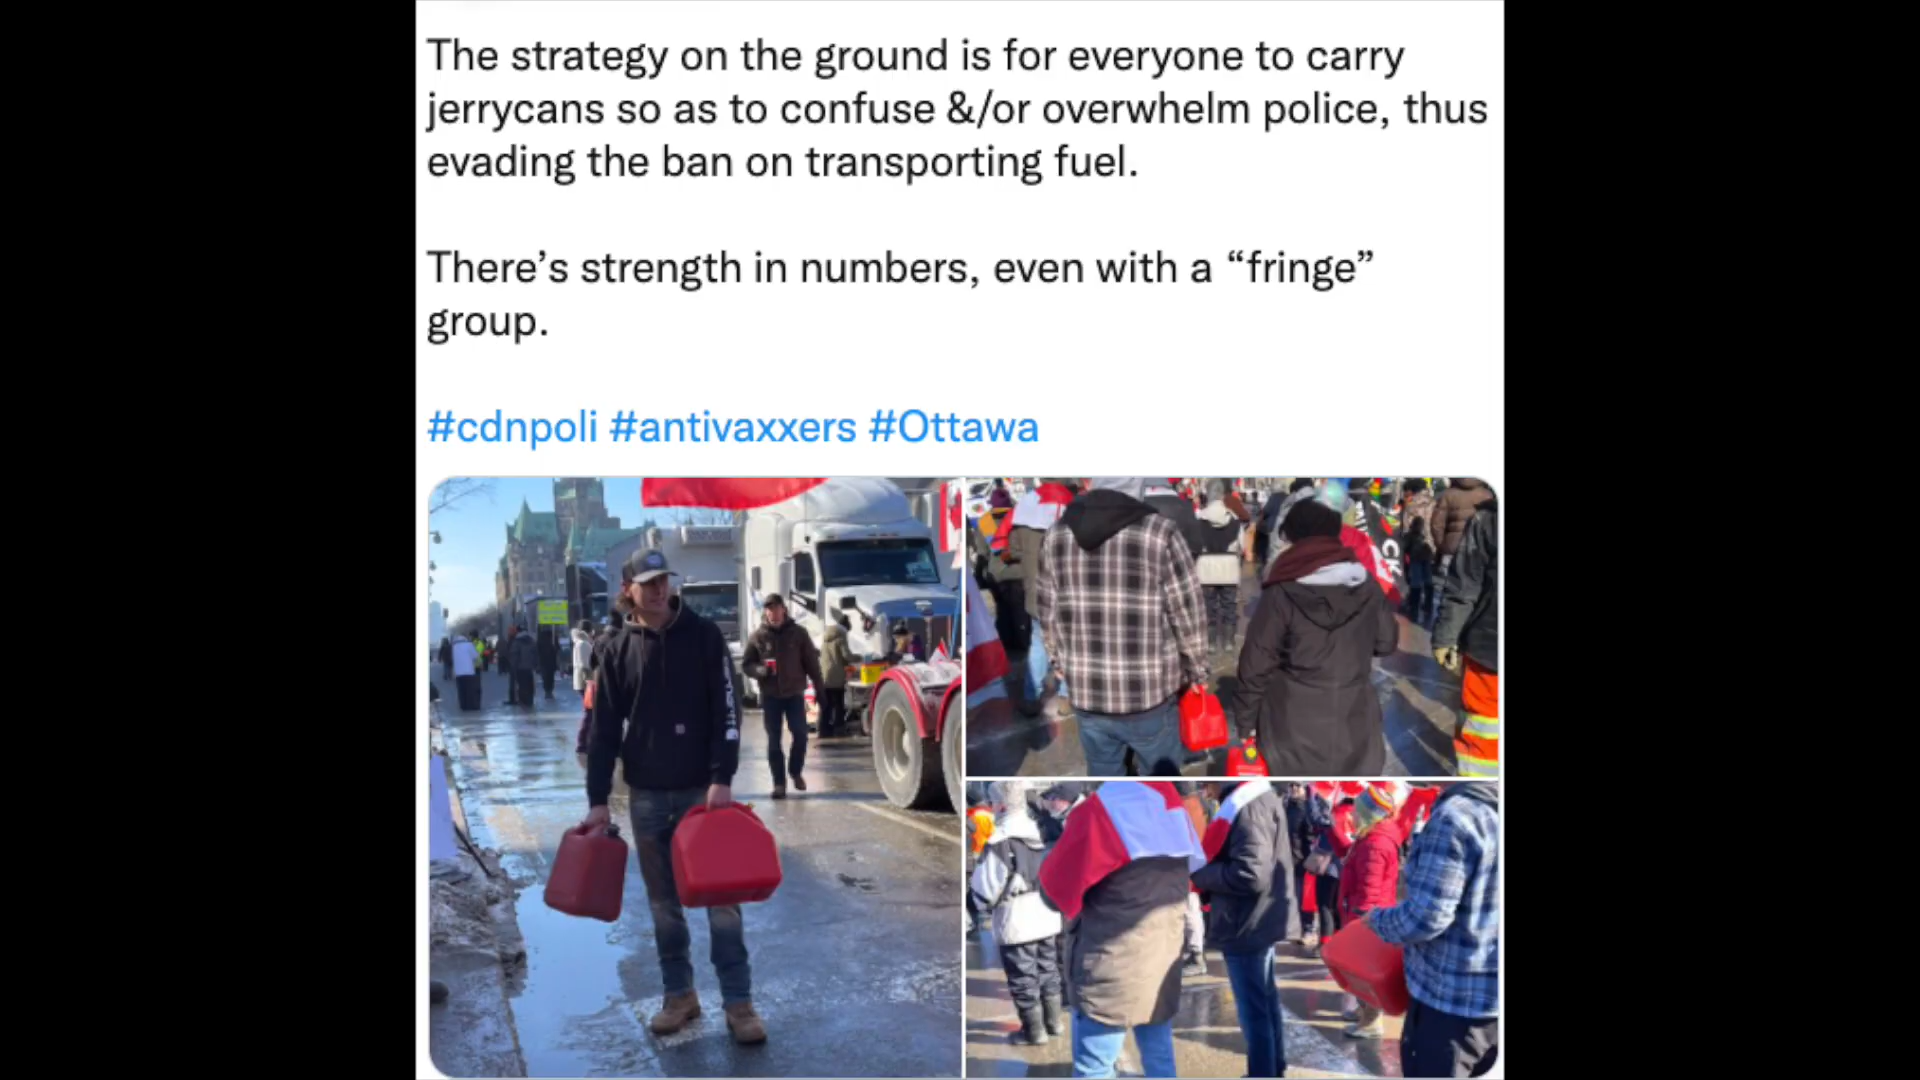 The strategy on the ground is for everyone to carry
jerrycans so as to confuse &/or overwhelm police, thus
evading the ban on transporting fuel.
There’s strength in numbers, even with a “fringe”
group.
#cdnpoli #antivaxxers #Ottawa